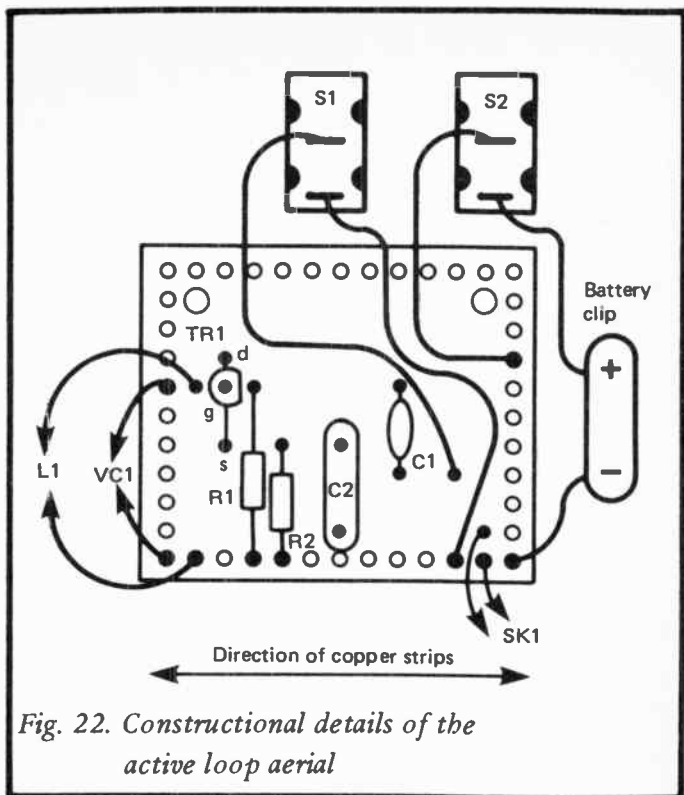 S1
S2
Battery
clip
+
−
TR1
d
g
s
L1
VC1
R1
R2
C2
C1
SK1
Direction of copper strips
Fig. 22. Constructional details of the
active loop aerial